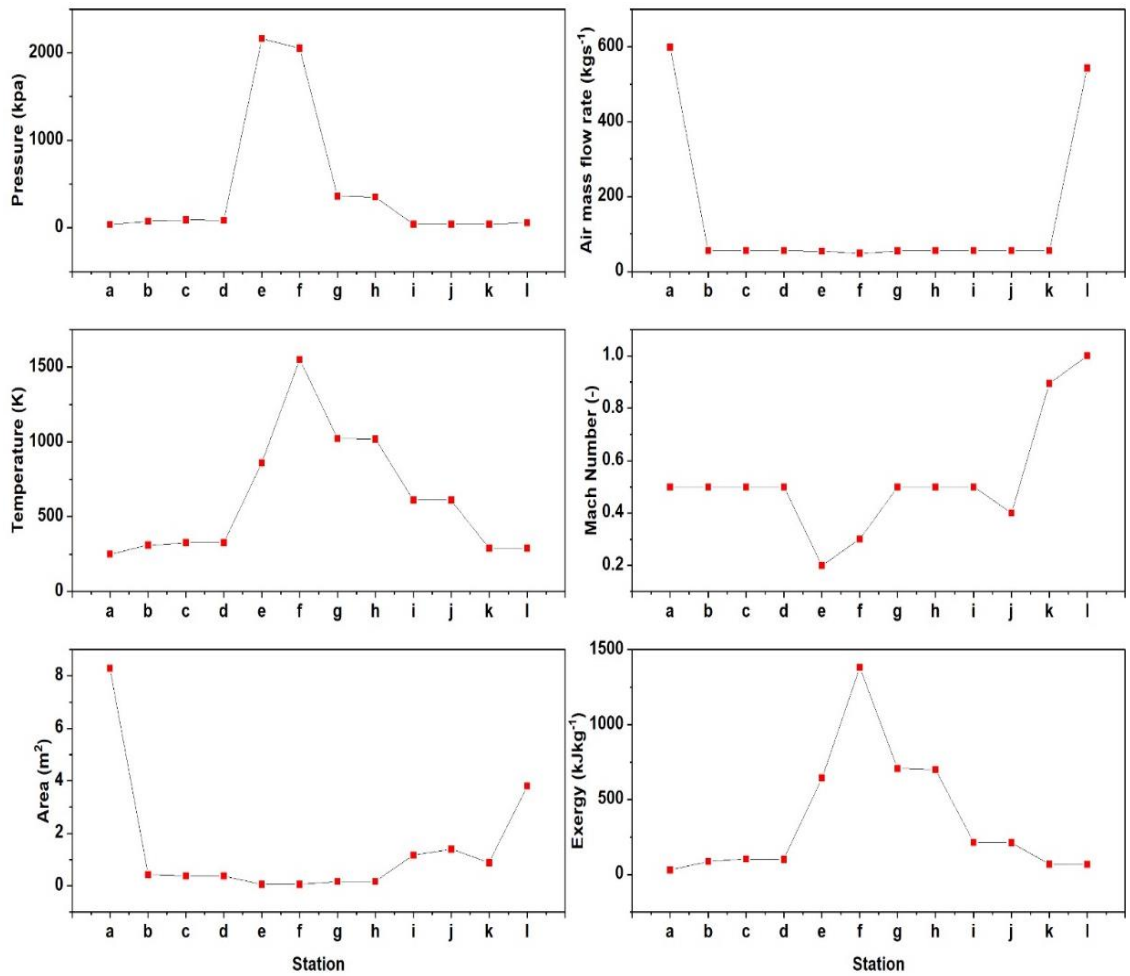 Pressure (kpa)
2000
1000
0
a b c d e f g h i j k l
Air mass flow rate (kgs⁻¹)
600
400
200
0
a b c d e f g h i j k l
Temperature (K)
1500
1000
500
0
a b c d e f g h i j k l
Mach Number (-)
1.0
0.8
0.6
0.4
0.2
a b c d e f g h i j k l
Area (m²)
8
6
4
2
0
a b c d e f g h i j k l
Station
Exergy (kJkg⁻¹)
1500
1000
500
0
a b c d e f g h i j k l
Station